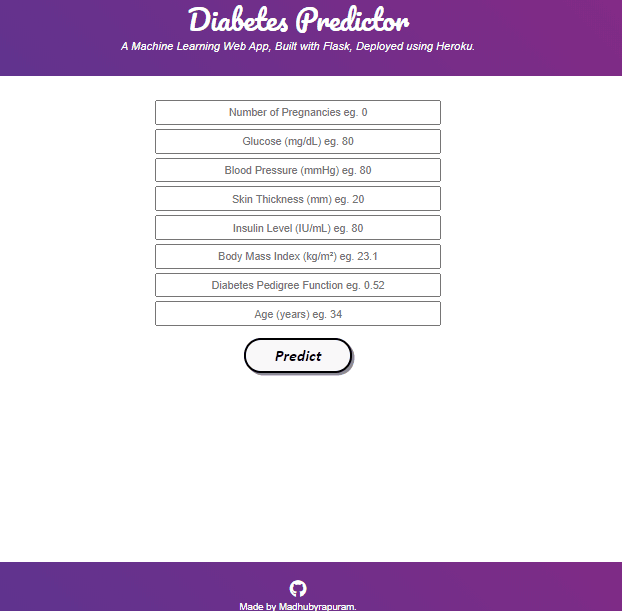 Diabetes Predictor
A Machine Learning Web App, Built with Flask, Deployed using Heroku.
Number of Pregnancies eg. 0
Glucose (mg/dL) eg. 80
Blood Pressure (mmHg) eg. 80
Skin Thickness (mm) eg. 20
Insulin Level (IU/mL) eg. 80
Body Mass Index (kg/m²) eg. 23.1
Diabetes Pedigree Function eg. 0.52
Age (years) eg. 34
Predict
Made by Madhubyrapuram.